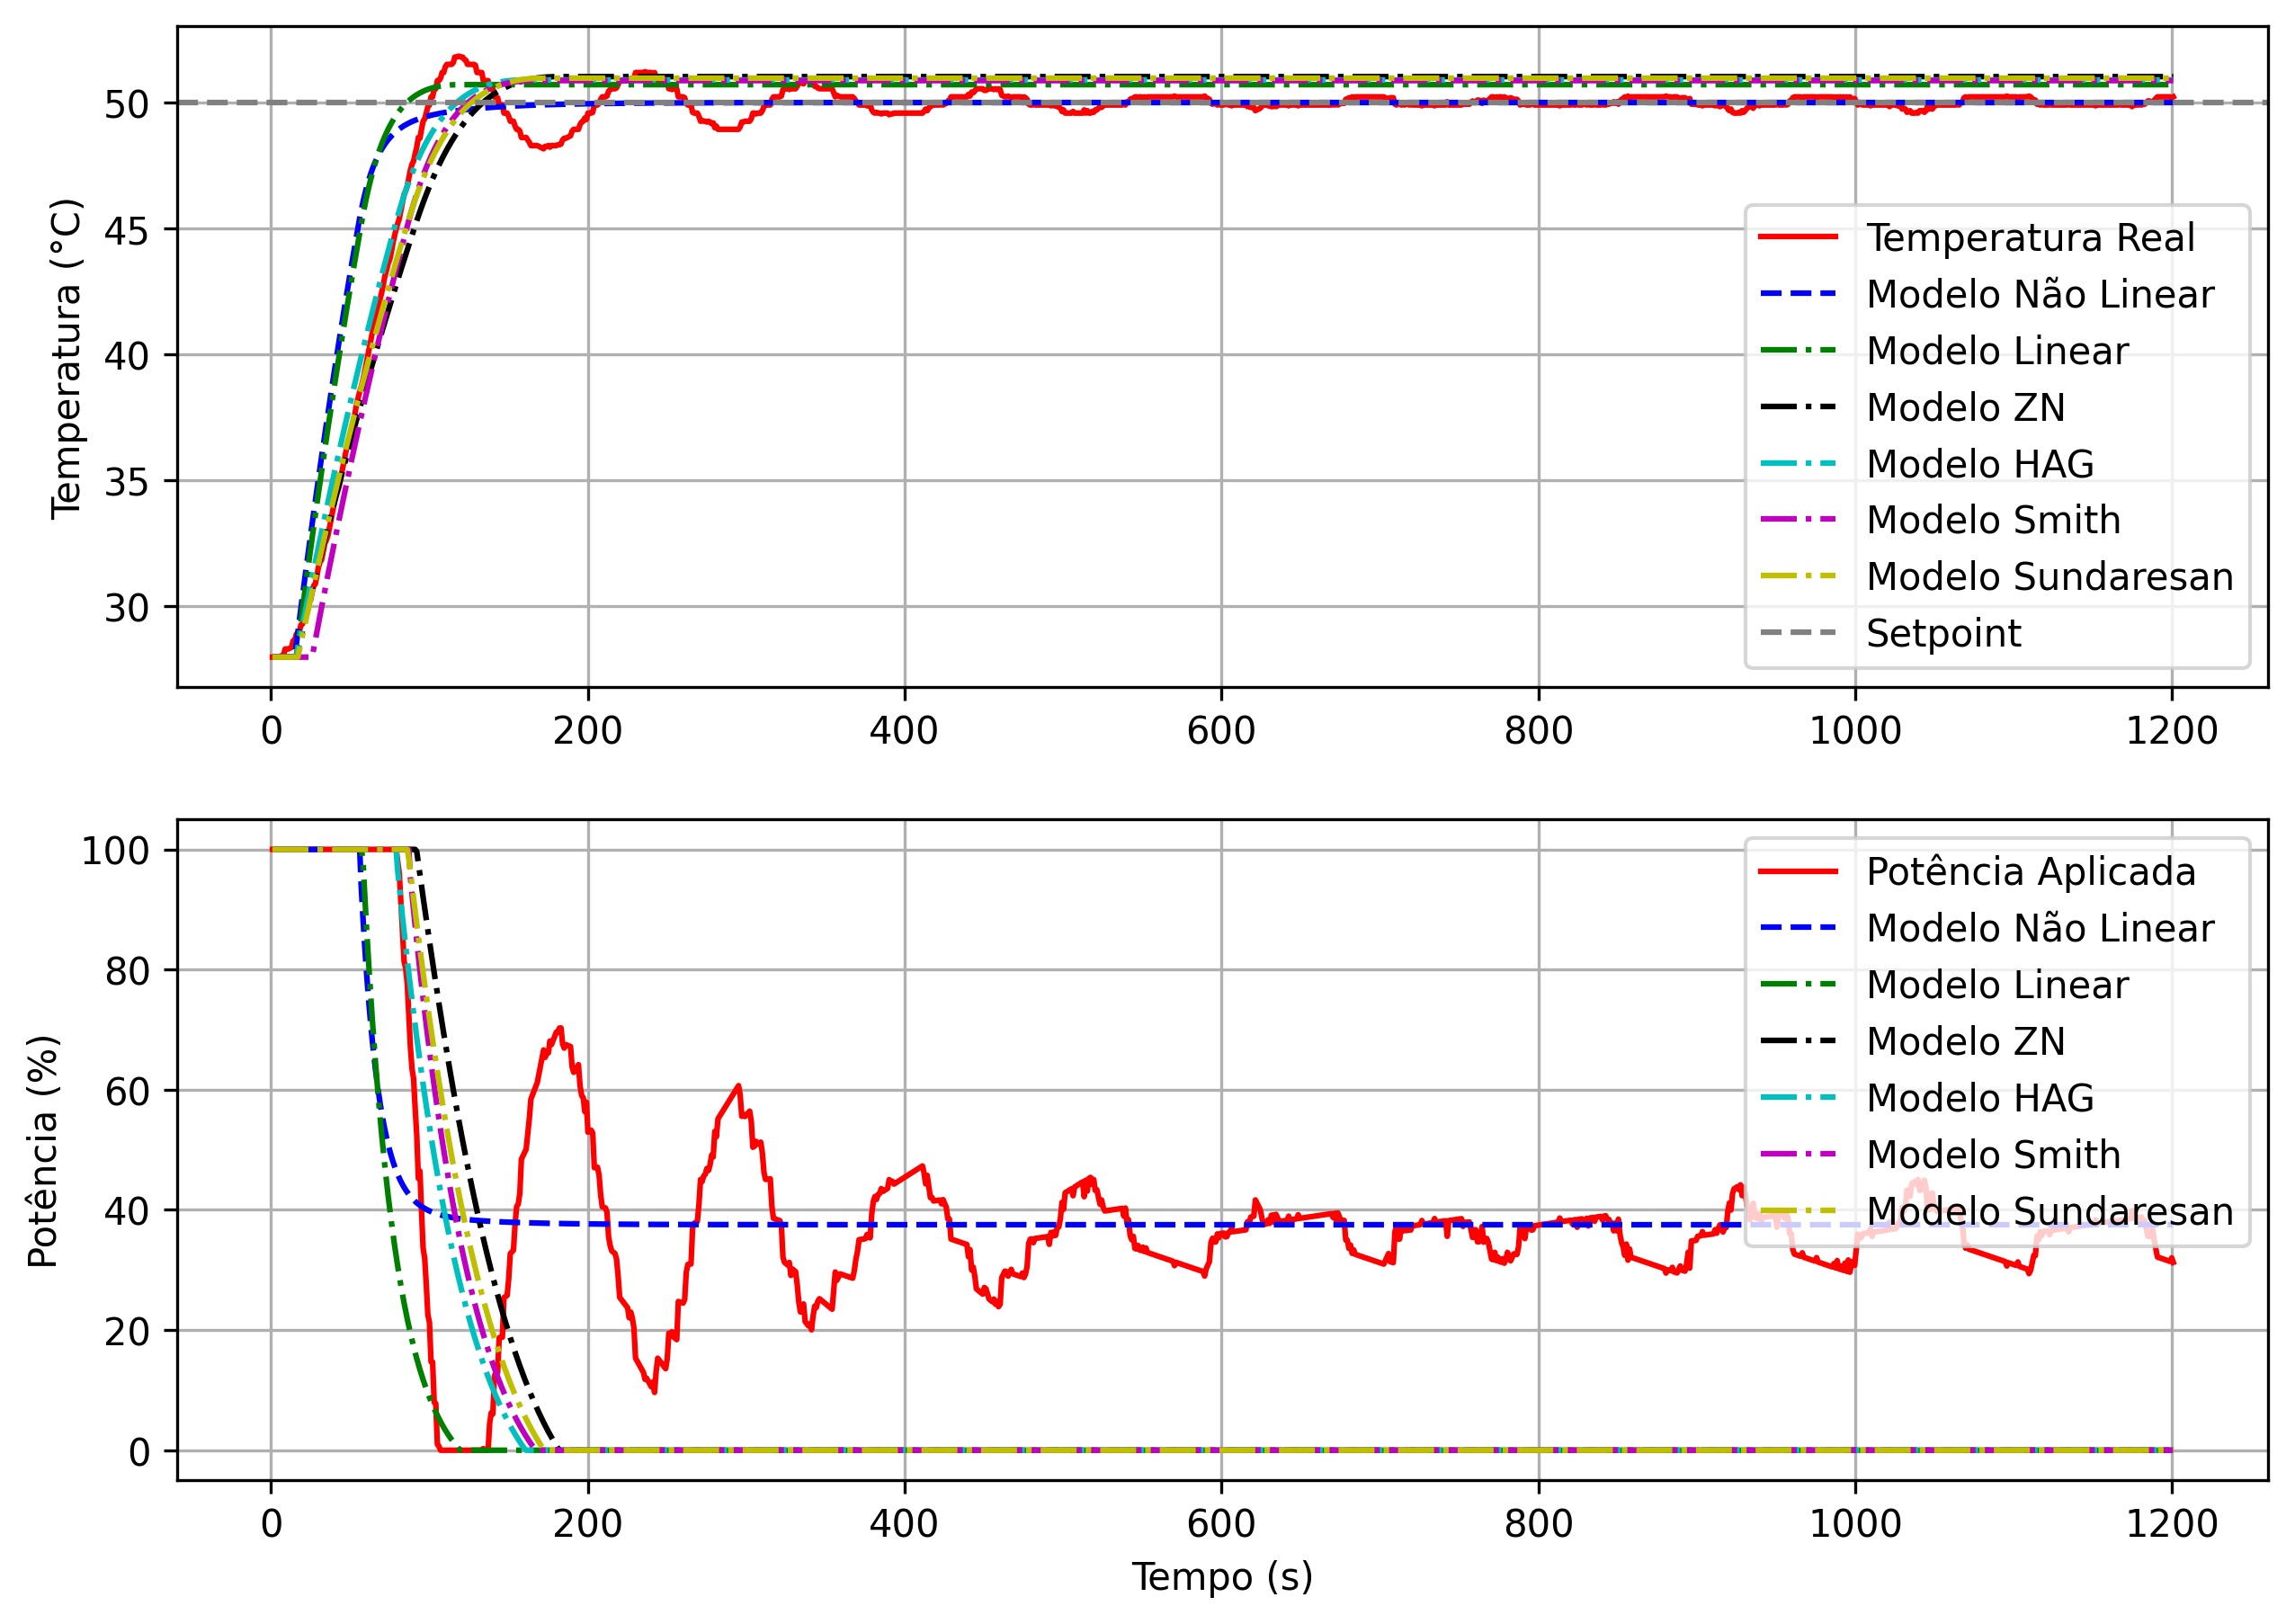 Temperatura (°C)
50
45
40
35
30
Temperatura Real
Modelo Não Linear
Modelo Linear
Modelo ZN
Modelo HAG
Modelo Smith
Modelo Sundaresan
Setpoint
0 200 400 600 800 1000 1200
Potência (%)
100
80
60
40
20
0
Potência Aplicada
Modelo Não Linear
Modelo Linear
Modelo ZN
Modelo HAG
Modelo Smith
Modelo Sundaresan
0 200 400 600 800 1000 1200
Tempo (s)